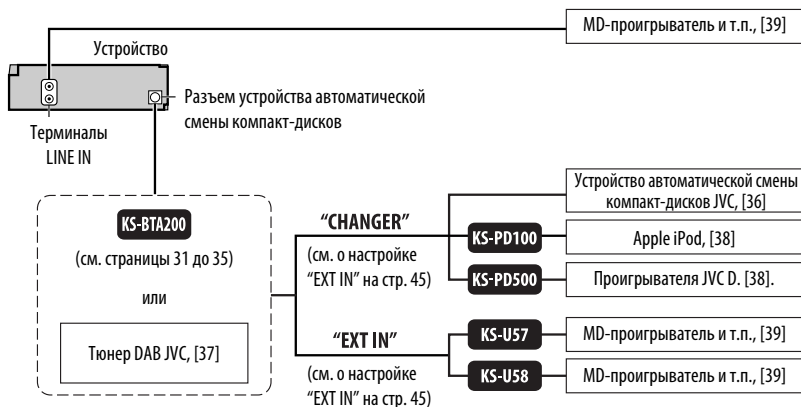 MD-проигрыватель и т.п., [39]
Устройство
Разъем устройства автоматической
смены компакт-дисков
Терминалы
LINE IN
KS-BTA200
(см. страницы 31 до 35)
или
Тюнер DAB JVC, [37]
“CHANGER”
(см. о настройке
“EXT IN” на стр. 45)
Устройство автоматической смены
компакт-дисков JVC, [36]
KS-PD100
Apple iPod, [38]
KS-PD500
Проигрывателя JVC D. [38].
“EXT IN”
(см. о настройке
“EXT IN” на стр. 45)
KS-U57
MD-проигрыватель и т.п., [39]
KS-U58
MD-проигрыватель и т.п., [39]